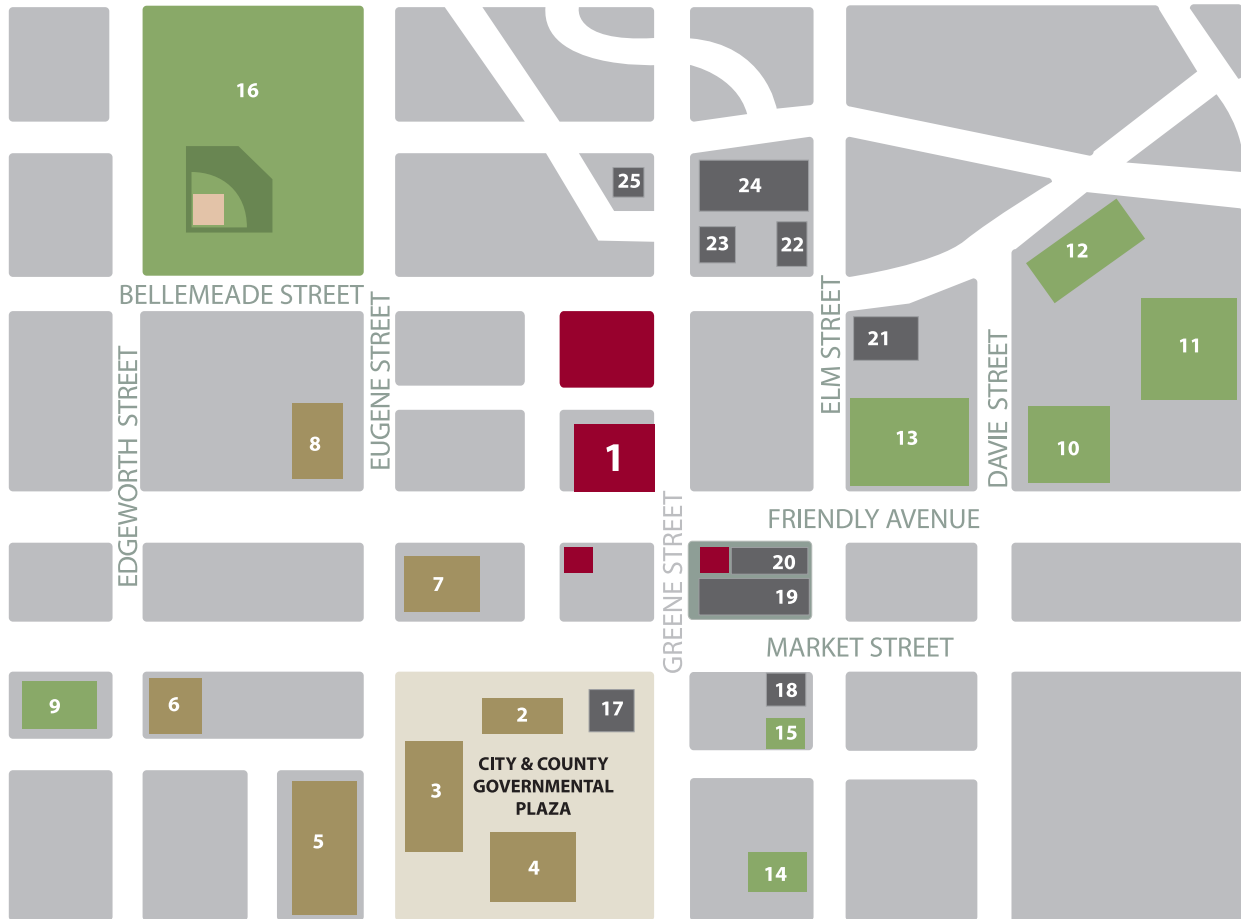 16
25
24
23
22
12
BELLEMEADE STREET
EUGENE STREET
ELM STREET
21
11
EDGEWORTH STREET
DAVIE STREET
8
1
13
10
GREENE STREET
FRIENDLY AVENUE
7
20
19
MARKET STREET
9
6
2
17
18
15
3
CITY & COUNTY
GOVERNMENTAL
PLAZA
5
4
14